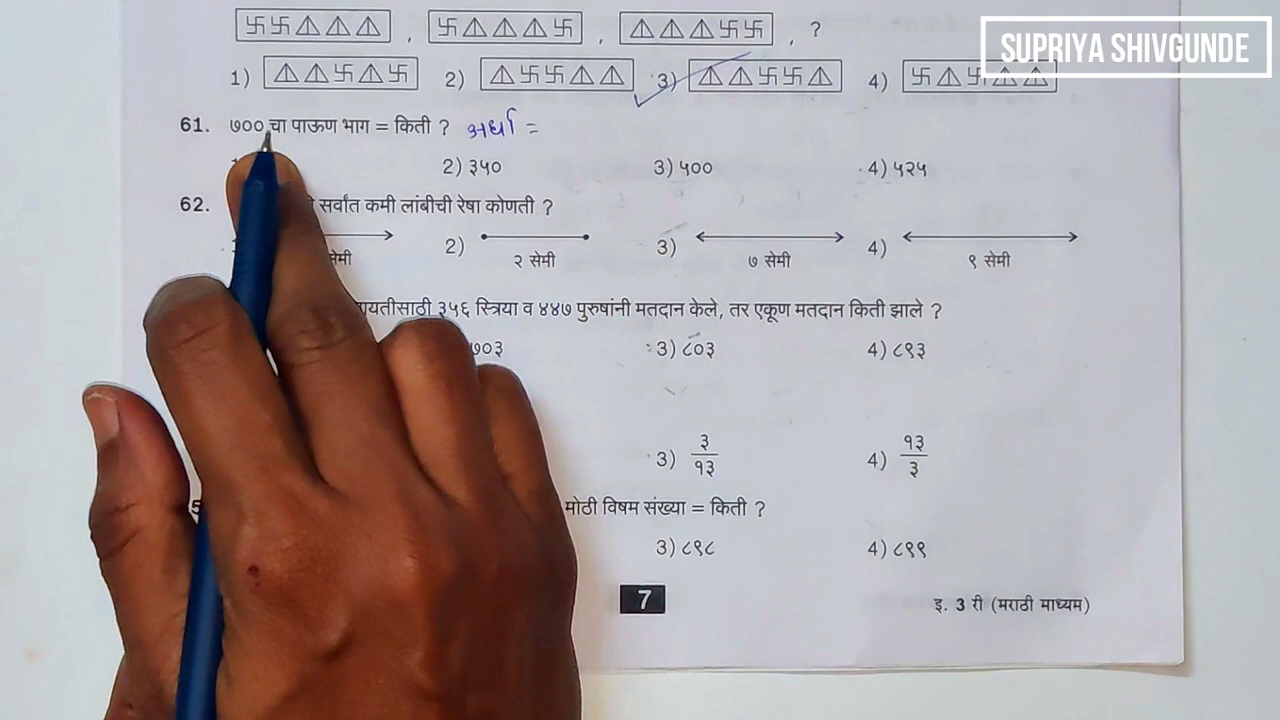 SUPRIYA SHIVGUNDE
, , , ?
1) 2) 3) 4)
61. ७०० चा पाऊण भाग = किती ? अर्धा =
2) ३५० 3) ५०० 4) ५२५
62. सर्वांत कमी लांबीची रेषा कोणती ?
2) 3) 4)
सेमी २ सेमी ७ सेमी ९ सेमी
३५६ स्त्रिया व ४४७ पुरुषांनी मतदान केले, तर एकूण मतदान किती झाले ?
७०३ 3) ८०३ 4) ८९३
3) ३/१३ 4) १३/३
मोठी विषम संख्या = किती ?
3) ८९८ 4) ८९९
7
इ. 3 री (मराठी माध्यम)